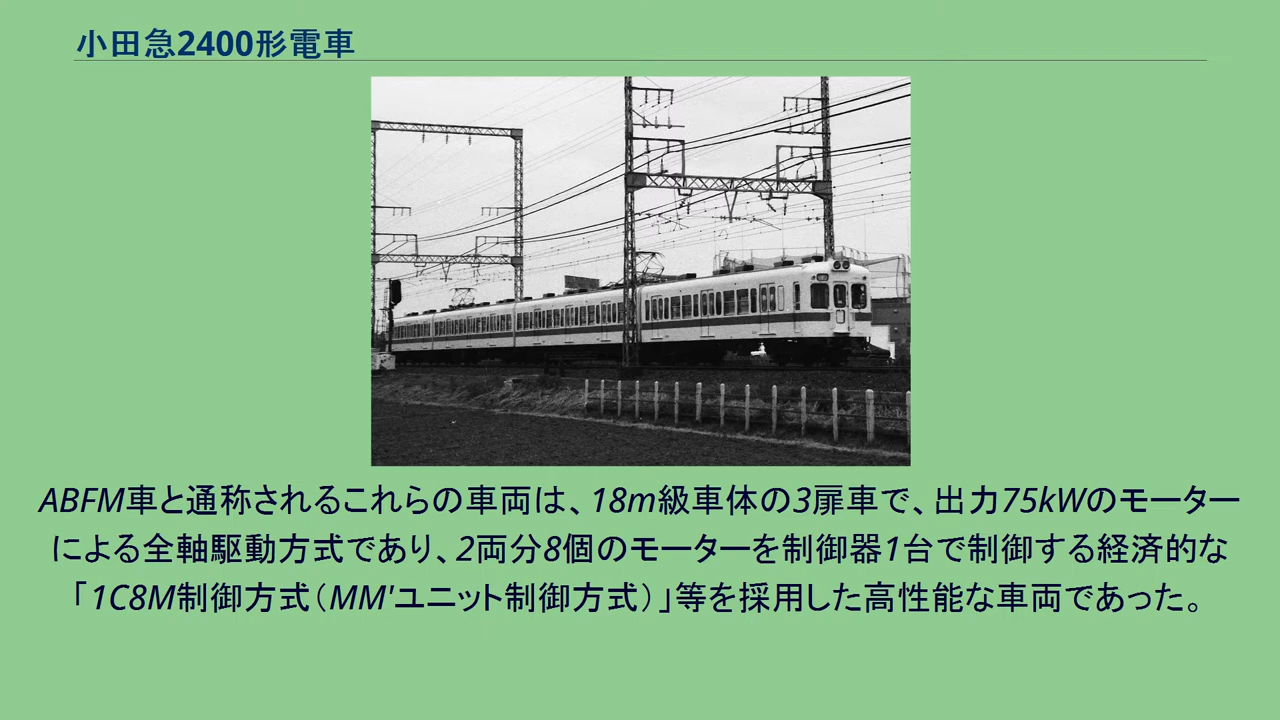 小田急2400形電車
ABFM車と通称されるこれらの車両は、18m級車体の3扉車で、出力75kWのモーター
による全軸駆動方式であり、2両分8個のモーターを制御器1台で制御する経済的な
「1C8M制御方式（MM'ユニット制御方式）」等を採用した高性能な車両であった。